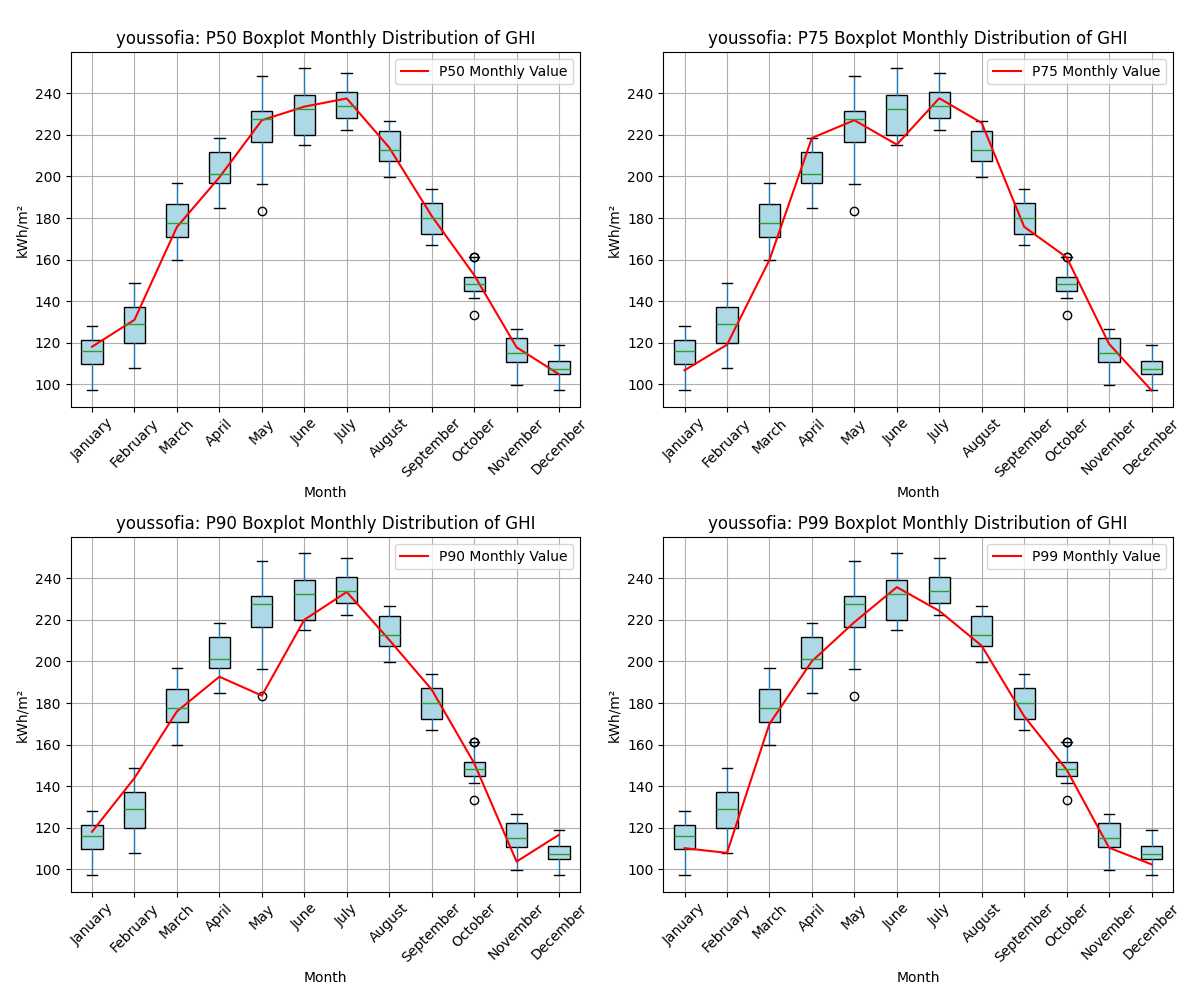 youssofia: P50 Boxplot Monthly Distribution of GHI
P50 Monthly Value
kWh/m²
240
220
200
180
160
140
120
100
January
February
March
April
May
June
July
August
September
October
November
December
Month
youssofia: P75 Boxplot Monthly Distribution of GHI
P75 Monthly Value
kWh/m²
240
220
200
180
160
140
120
100
January
February
March
April
May
June
July
August
September
October
November
December
Month
youssofia: P90 Boxplot Monthly Distribution of GHI
P90 Monthly Value
kWh/m²
240
220
200
180
160
140
120
100
January
February
March
April
May
June
July
August
September
October
November
December
Month
youssofia: P99 Boxplot Monthly Distribution of GHI
P99 Monthly Value
kWh/m²
240
220
200
180
160
140
120
100
January
February
March
April
May
June
July
August
September
October
November
December
Month